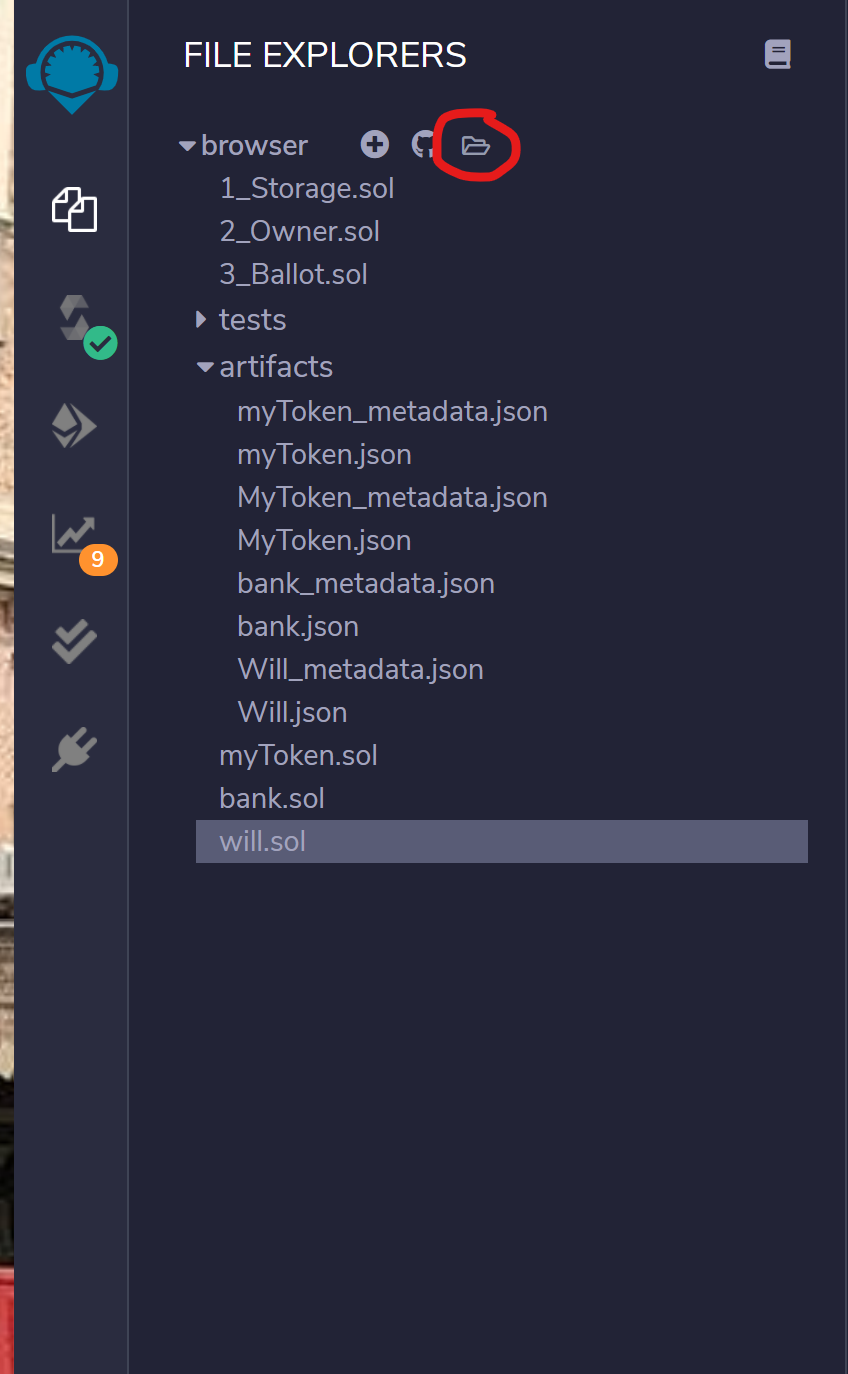 FILE EXPLORERS
browser
1_Storage.sol
2_Owner.sol
3_Ballot.sol
tests
artifacts
myToken_metadata.json
myToken.json
MyToken_metadata.json
MyToken.json
9
bank_metadata.json
bank.json
Will_metadata.json
Will.json
myToken.sol
bank.sol
will.sol